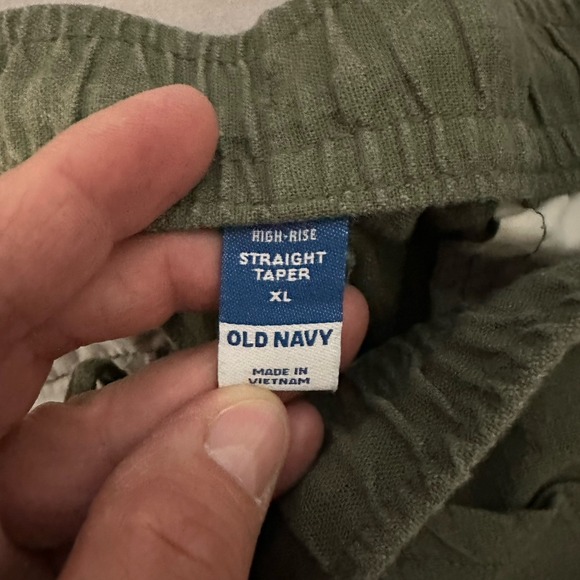 HIGH-RISE
STRAIGHT
TAPER
XL
OLD NAVY
MADE IN
VIETNAM